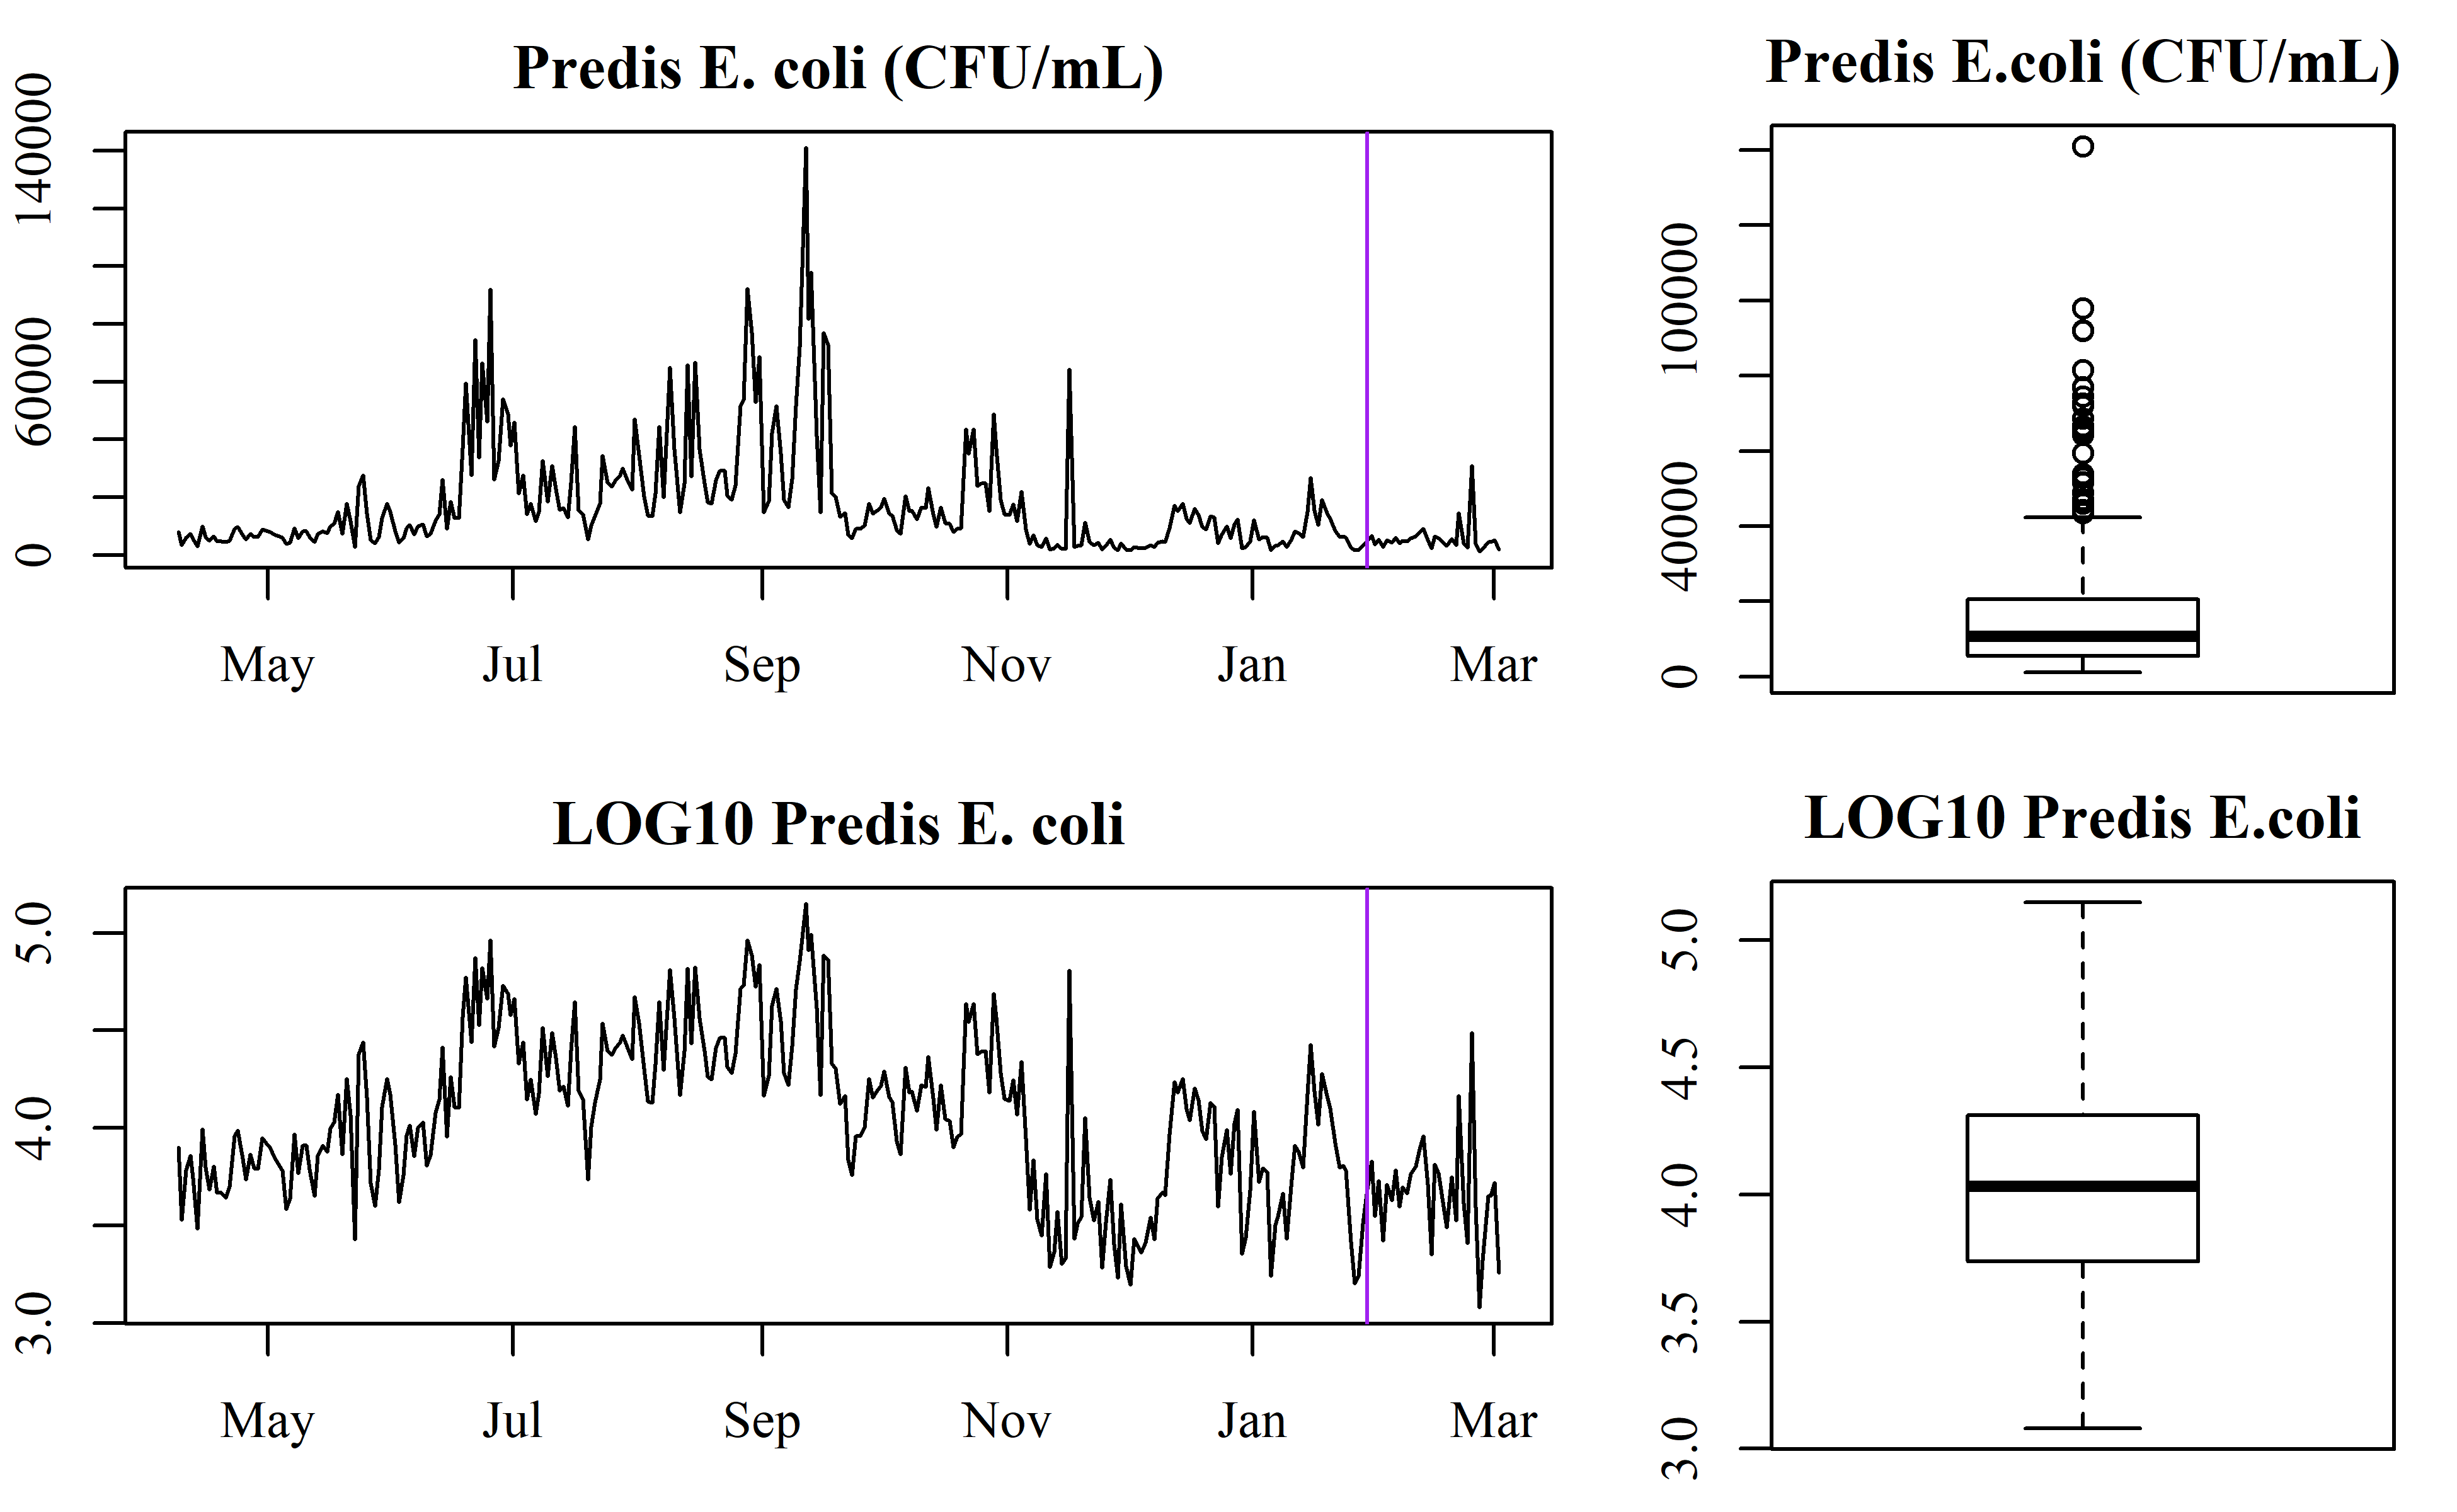 Predis E. coli (CFU/mL)
140000
60000
0
May Jul Sep Nov Jan Mar
Predis E.coli (CFU/mL)
100000
40000
0
LOG10 Predis E. coli
5.0
4.0
3.0
May Jul Sep Nov Jan Mar
LOG10 Predis E.coli
5.0
4.5
4.0
3.5
3.0